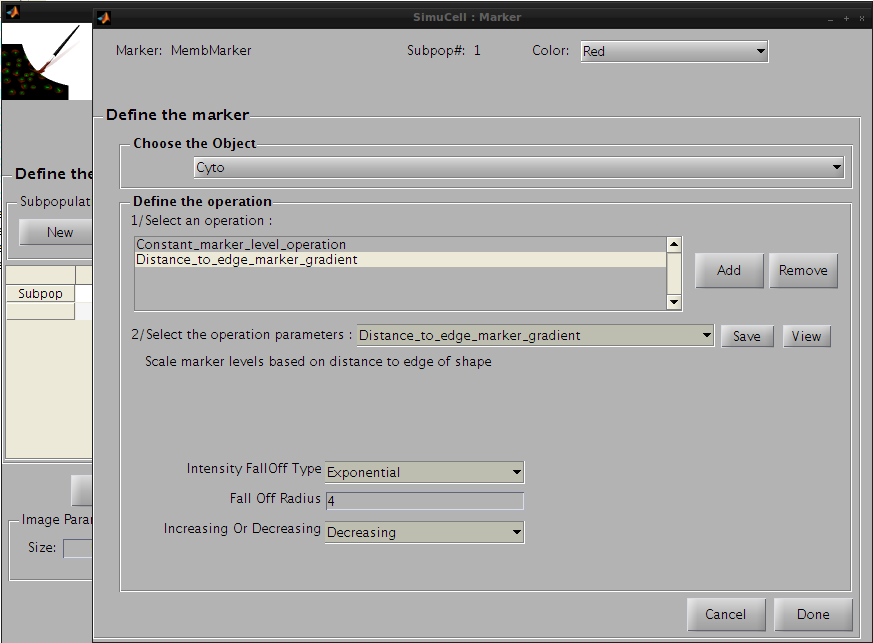 SimuCell : Marker
Marker: MembMarker Subpop#: 1 Color: Red
Define the marker
Choose the Object
Cyto
Define the operation
1/Select an operation :
Constant_marker_level_operation
Distance_to_edge_marker_gradient
Add Remove
2/Select the operation parameters : Distance_to_edge_marker_gradient Save View
Scale marker levels based on distance to edge of shape
Intensity FallOff Type Exponential
Fall Off Radius 4
Increasing Or Decreasing Decreasing
Cancel Done
Define the
Subpopulat
New
Subpop
Image Parar
Size: